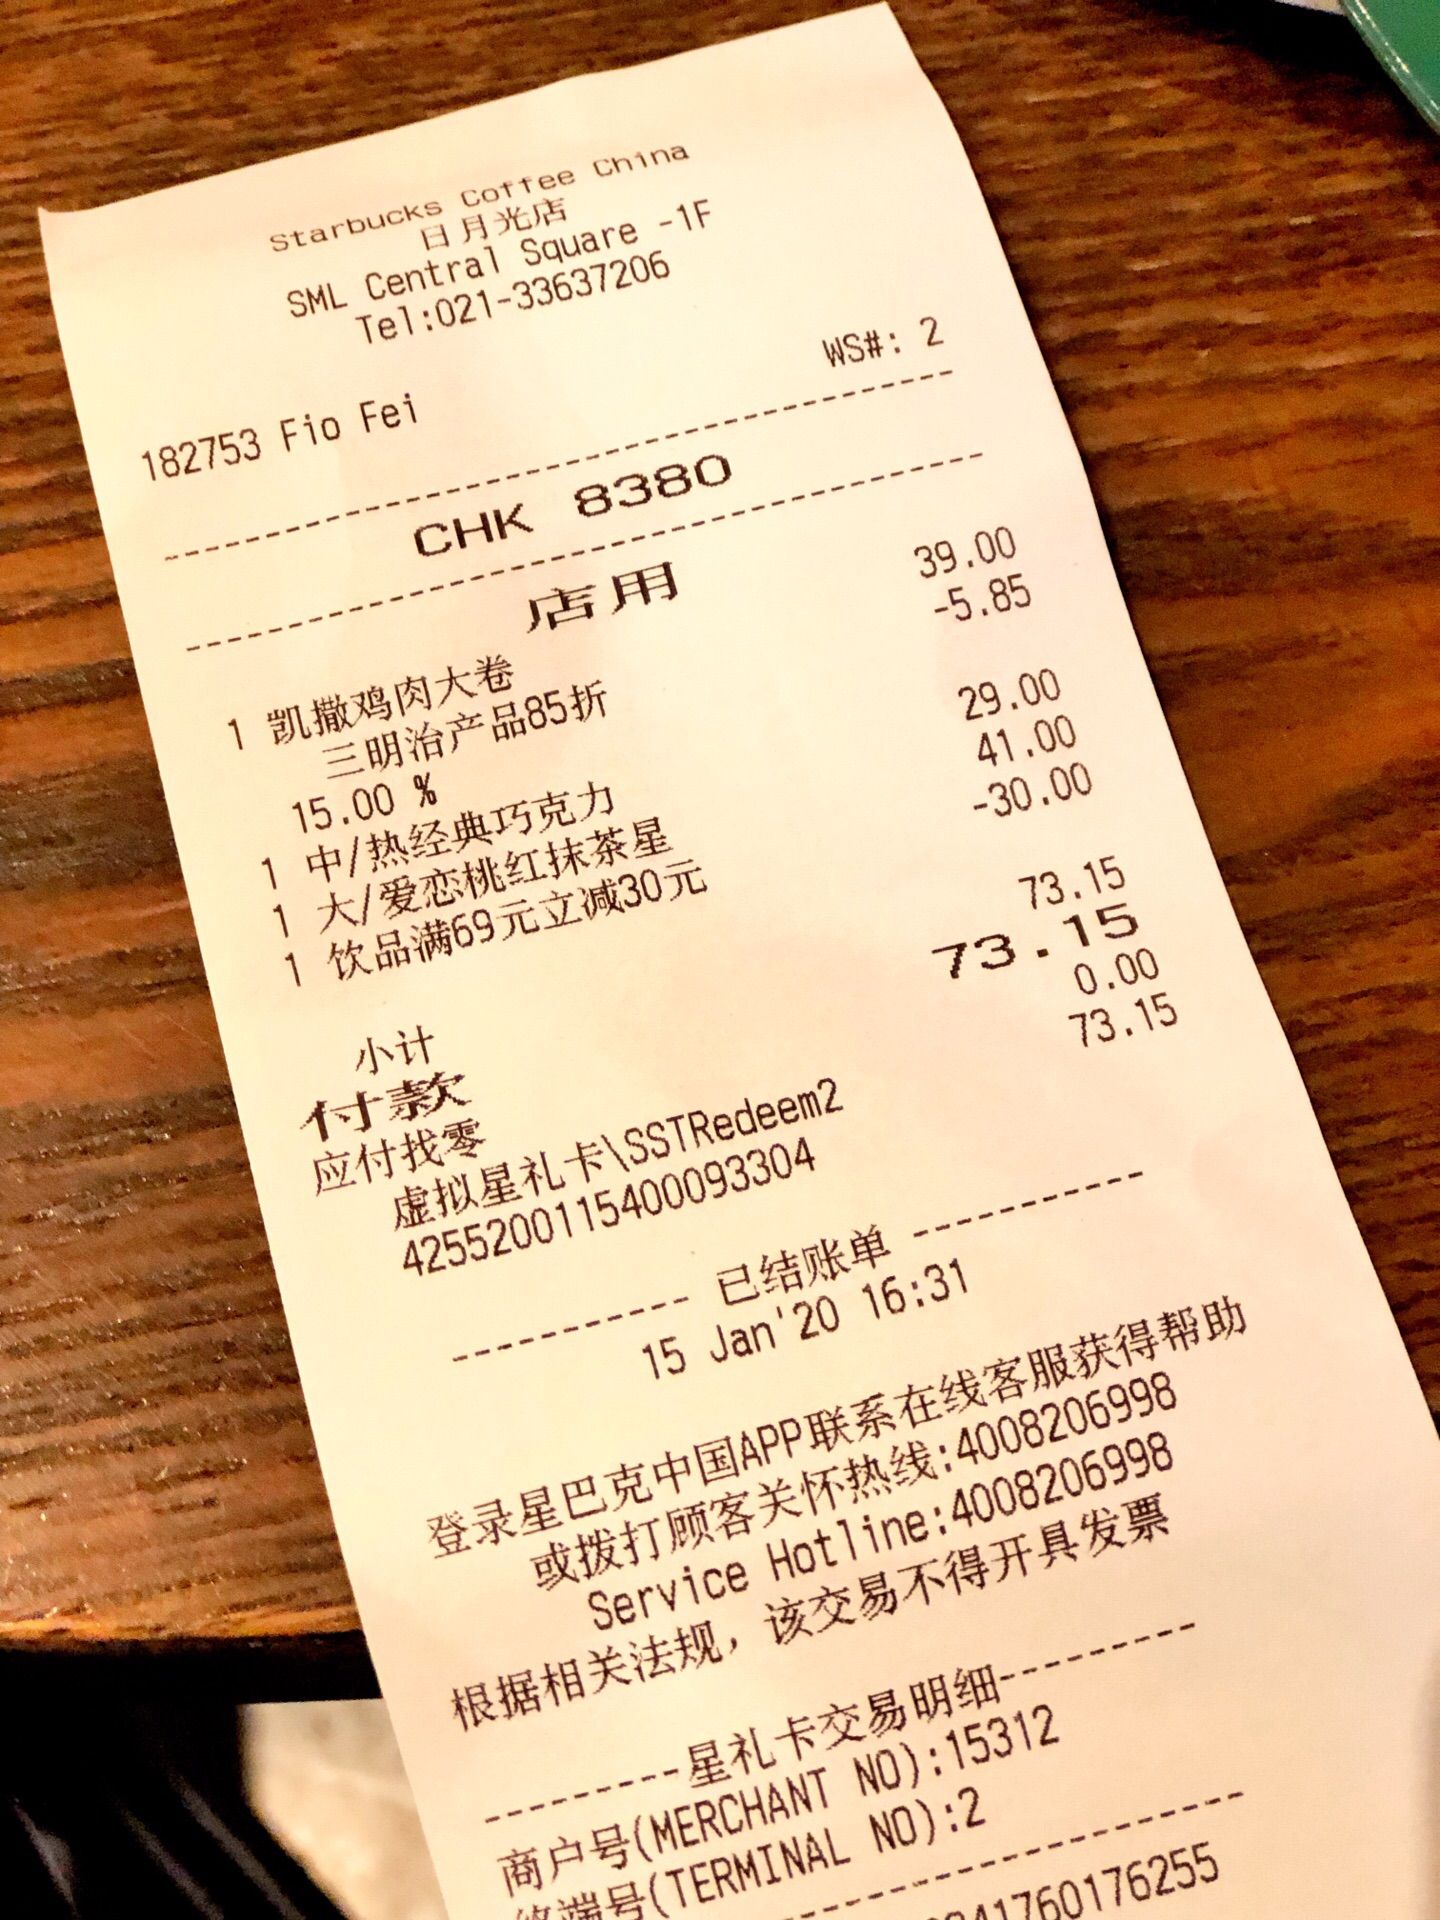 Starbucks Coffee China
日月光店
SML Central Square -1F
Tel:021-33637206
WS#: 2
182753 Fio Fei
CHK 8380
店用
1 凯撒鸡肉大卷 39.00
三明治产品85折 -5.85
15.00 %
1 中/热经典巧克力 29.00
1 大/爱恋桃红抹茶星 41.00
1 饮品满69元立减30元 -30.00
小计 73.15
付款 73.15
应付找零 0.00
虚拟星礼卡\SSTRedeem2 73.15
4255200115400093304
---------- 已结账单 ----------
15 Jan'20 16:31
登录星巴克中国APP联系在线客服获得帮助
或拨打顾客关怀热线:4008206998
Service Hotline:4008206998
根据相关法规，该交易不得开具发票
---------星礼卡交易明细---------
商户号(MERCHANT NO):15312
终端号(TERMINAL NO):2